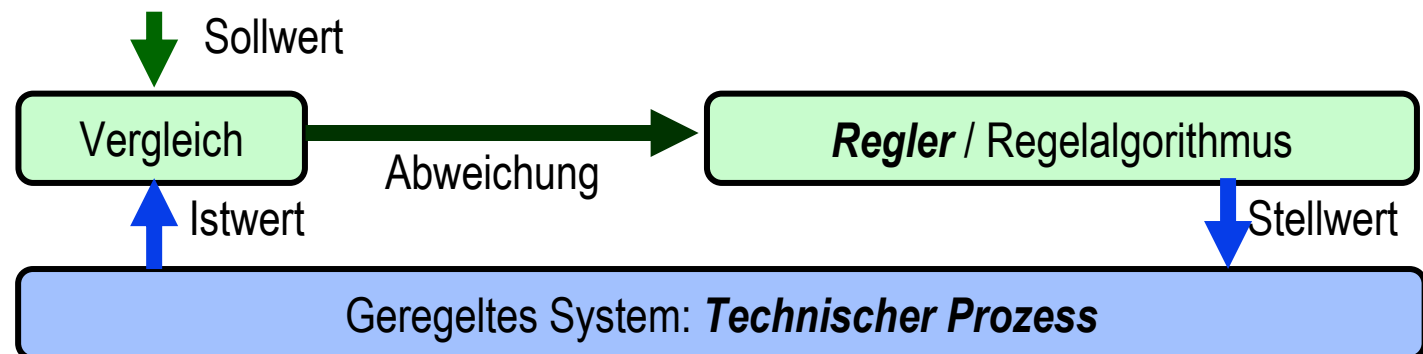 Sollwert
Vergleich
Regler / Regelalgorithmus
Abweichung
Istwert
Stellwert
Geregeltes System: Technischer Prozess